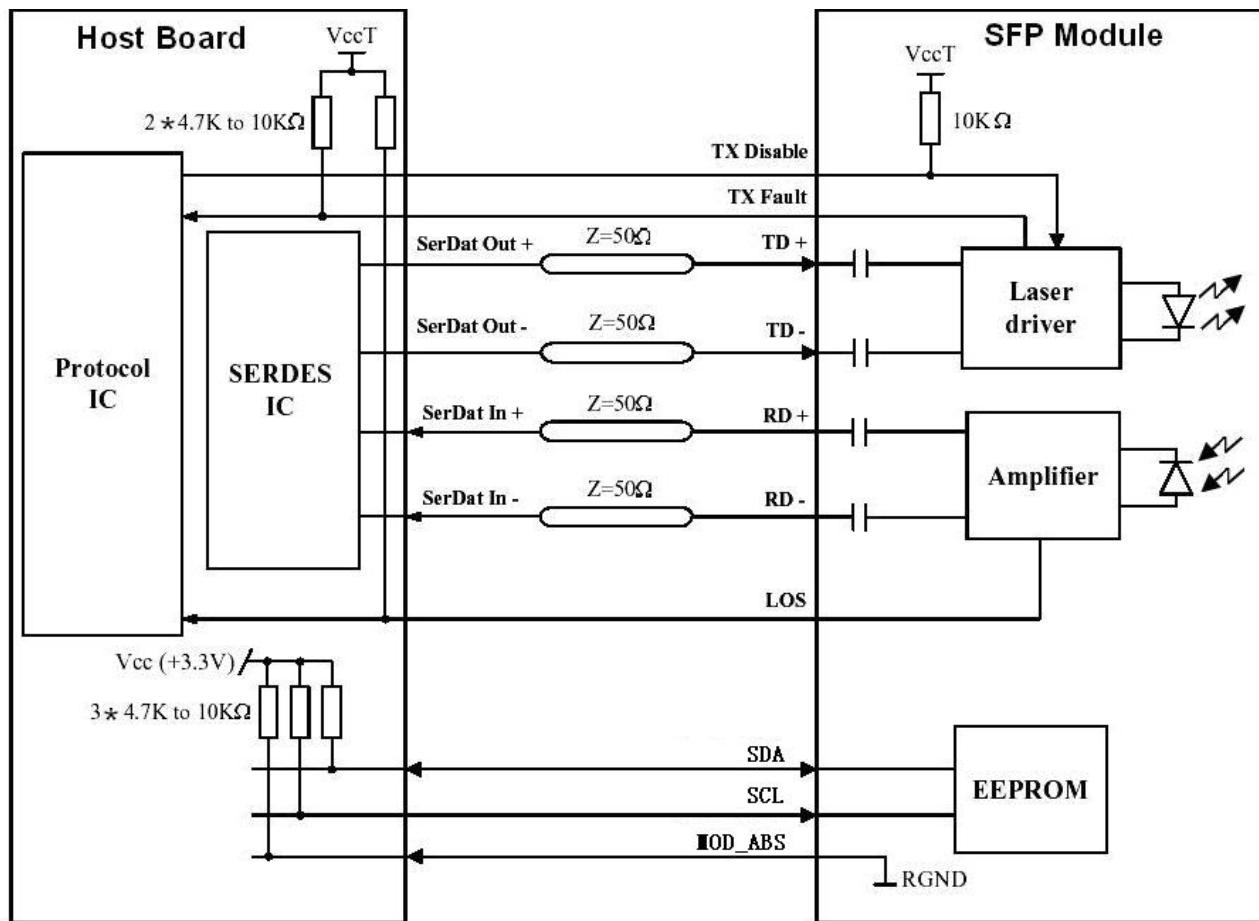 Host Board
SFP Module
VccT
VccT
2*4.7K to 10KΩ
10KΩ
TX Disable
TX Fault
SerDat Out +
Z=50Ω
TD +
Laser
driver
SerDat Out -
Z=50Ω
TD -
Protocol
IC
SERDES
IC
SerDat In +
Z=50Ω
RD +
Amplifier
SerDat In -
Z=50Ω
RD -
LOS
Vcc (+3.3V)
3* 4.7K to 10KΩ
SDA
EEPROM
SCL
MOD_ABS
RGND